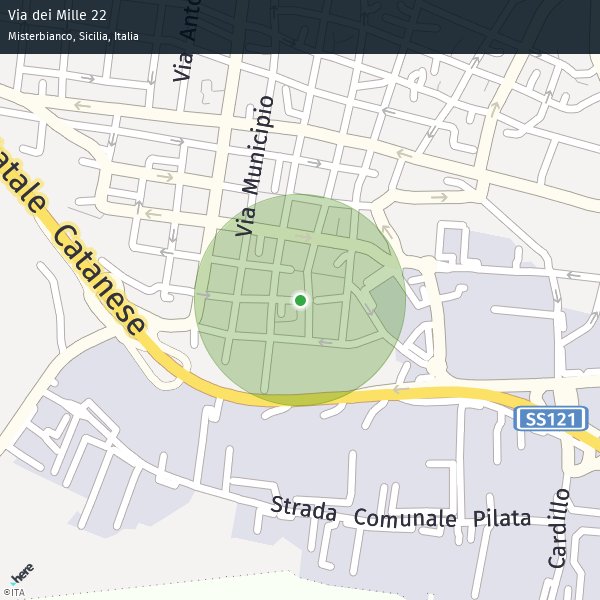 Via dei Mille 22
Misterbianco, Sicilia, Italia
Via Anto
Via Municipio
atale Catanese
SS121
Strada Comunale Pilata
Cardillo
here
©ITA